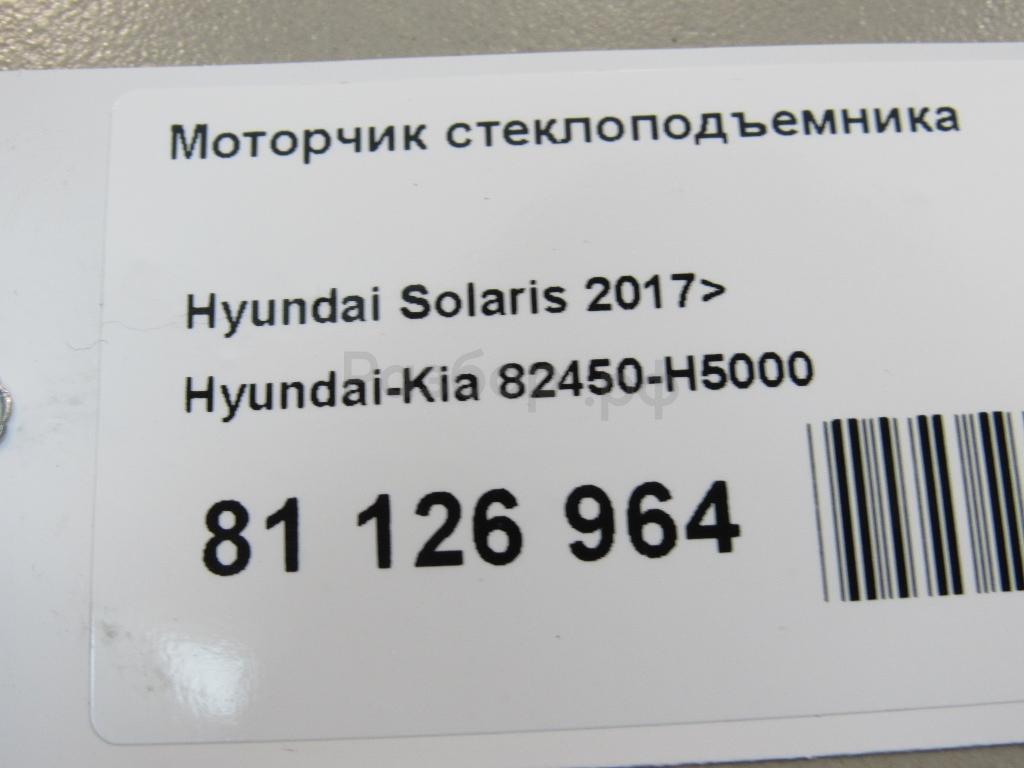 Моторчик стеклоподъемника
Hyundai Solaris 2017>
Hyundai-Kia 82450-H5000
81 126 964